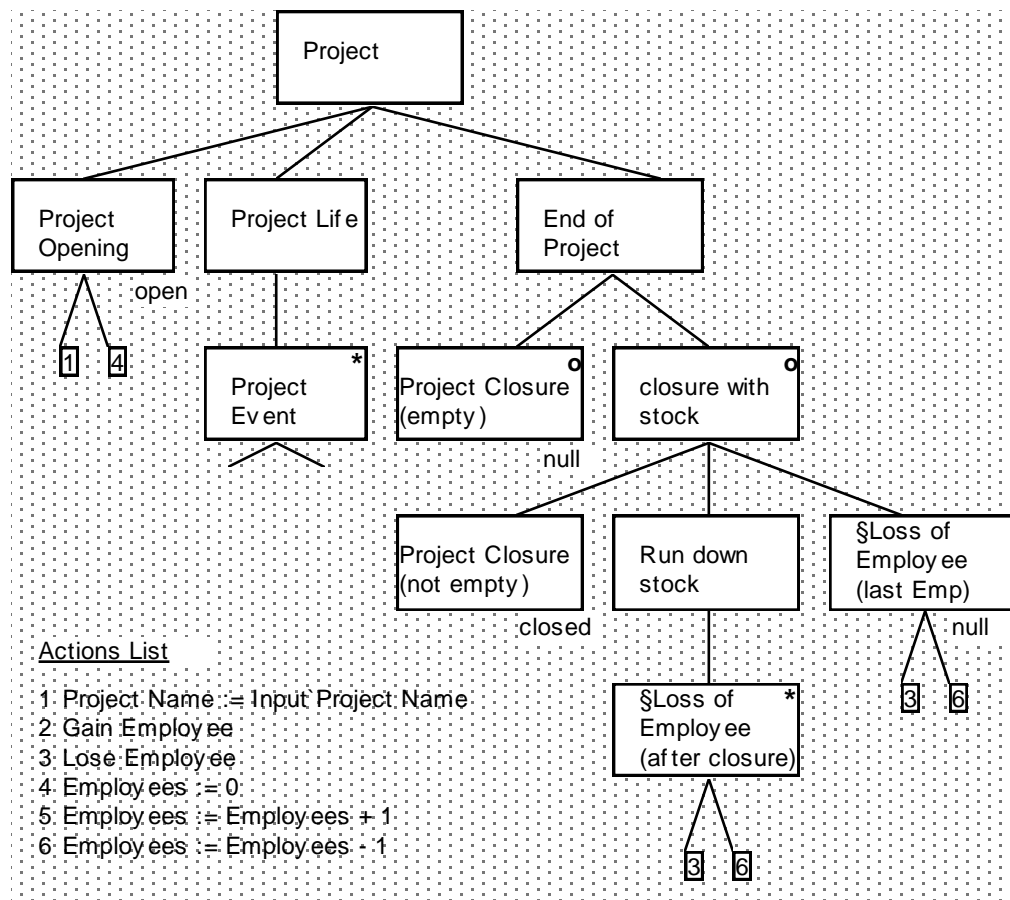 Project
Project
Opening
Project Life
End of
Project
open
1 4
Project
Event
*
Project Closure
(empty)
o
closure with
stock
o
null
Project Closure
(not empty)
Run down
stock
§Loss of
Employee
(last Emp)
closed
null
Actions List
1 Project Name := Input Project Name
2 Gain Employee
3 Lose Employee
4 Employees := 0
5 Employees := Employees + 1
6 Employees := Employees - 1
§Loss of
Employee
(after closure)
*
3 6
3 6